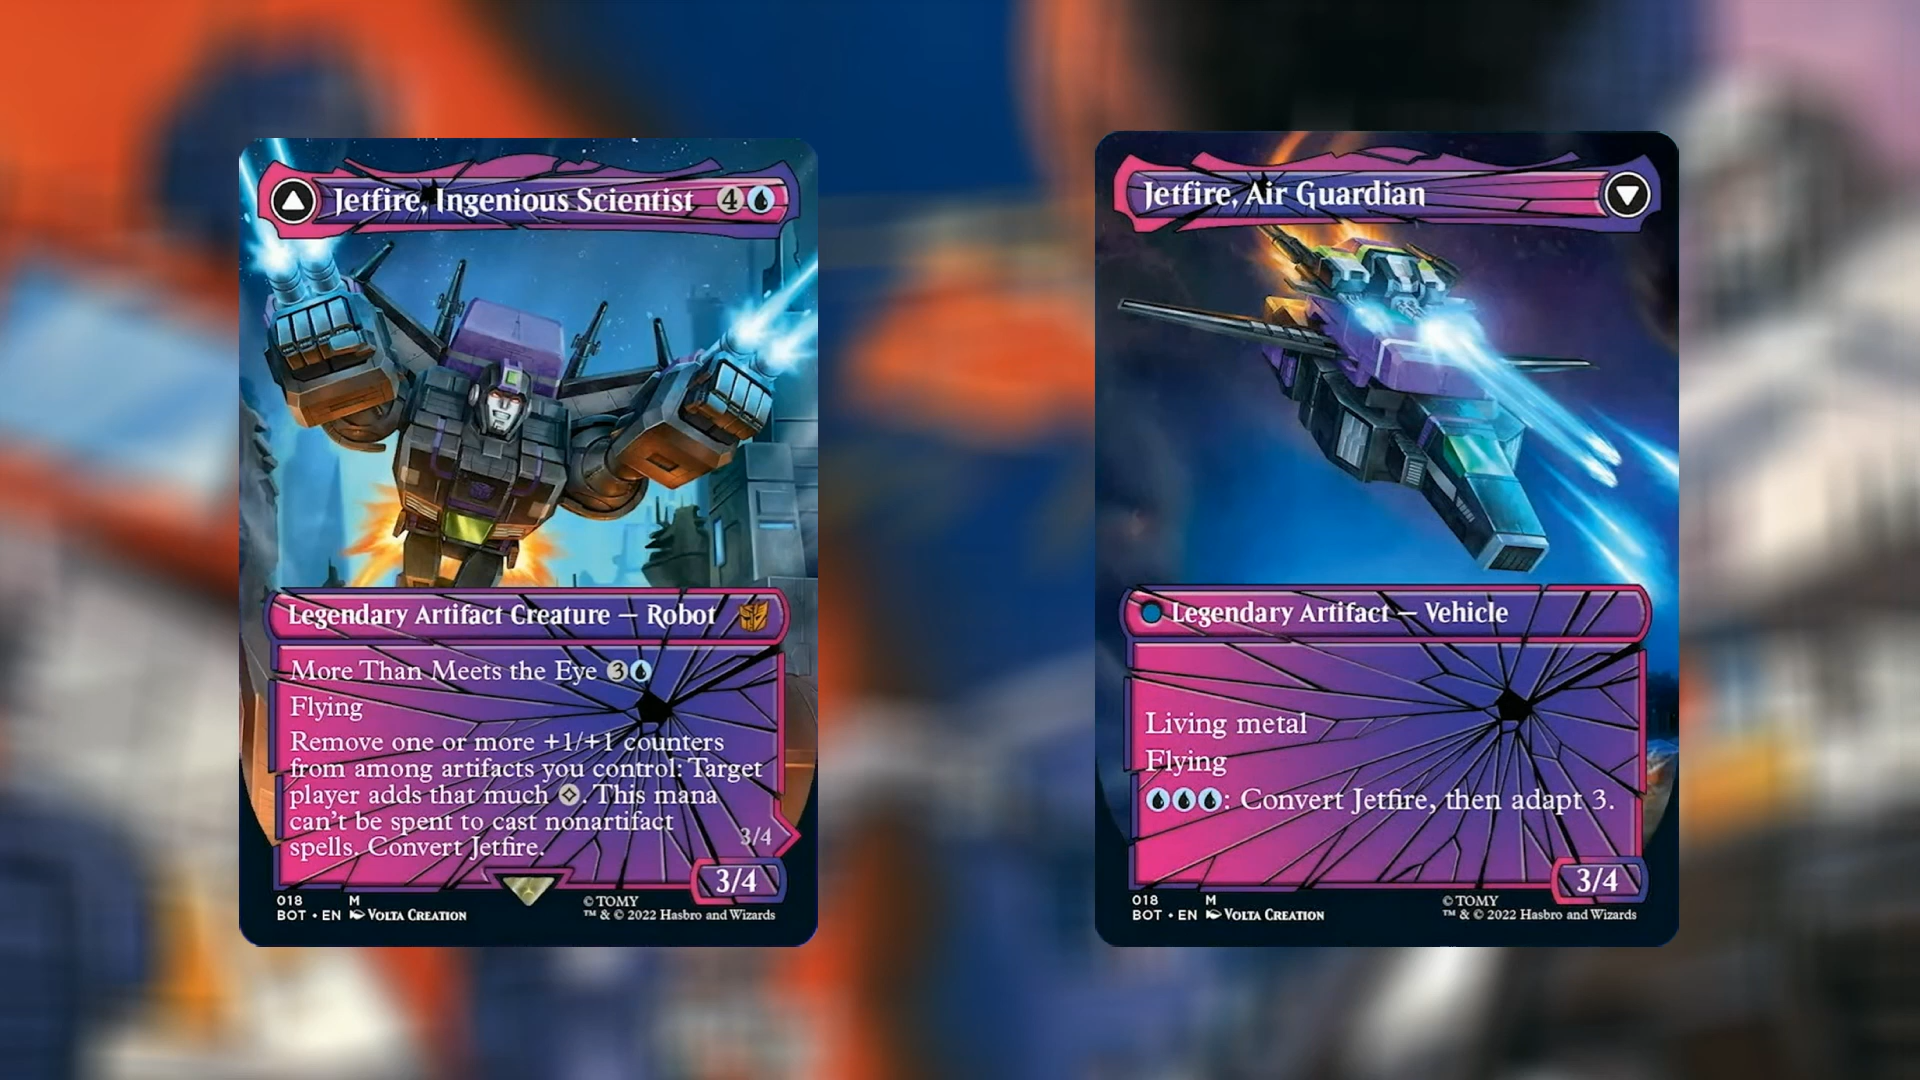 Jetfire, Ingenious Scientist 4
More Than Meets the Eye 3
Legendary Artifact Creature — Robot
Flying
Remove one or more +1/+1 counters
from among artifacts you control: Target
player adds that much. This mana
can't be spent to cast nonartifact
spells. Convert Jetfire.
3/4
3/4
018 M
BOT • EN VOLTA CREATION
© TOMY
™ & © 2022 Hasbro and Wizards
Jetfire, Air Guardian
Legendary Artifact — Vehicle
Living metal
Flying
: Convert Jetfire, then adapt 3.
3/4
018 M
BOT • EN VOLTA CREATION
© TOMY
™ & © 2022 Hasbro and Wizards